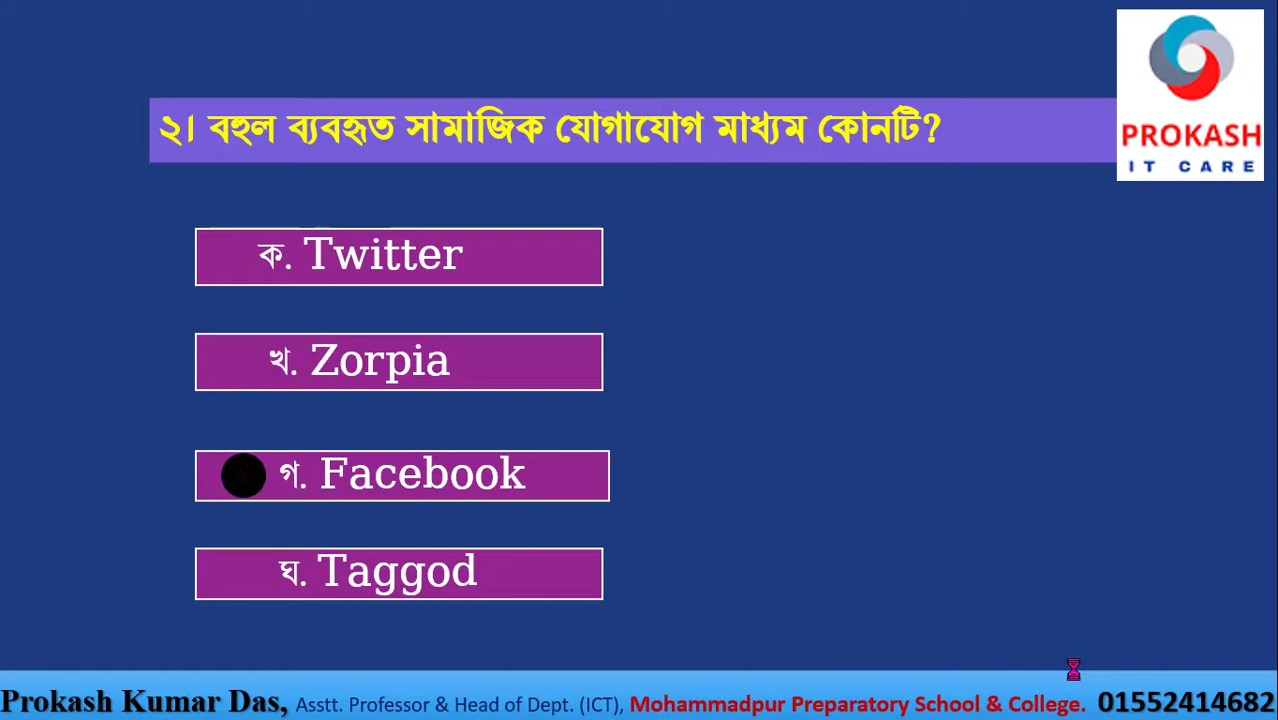 ২। বহুল ব্যবহৃত সামাজিক যোগাযোগ মাধ্যম কোনটি?
PROKASH
IT CARE
ক. Twitter
খ. Zorpia
গ. Facebook
ঘ. Taggod
Prokash Kumar Das, Asstt. Professor & Head of Dept. (ICT), Mohammadpur Preparatory School & College. 01552414682